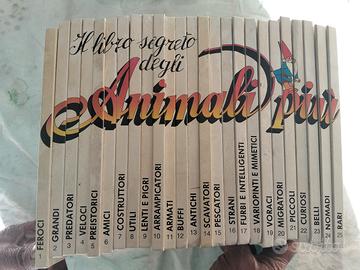 Il libro segreto
degli
Animali più
FEROCI 1
GRANDI 2
PREDATORI 3
VELOCI 4
PREISTORICI 5
AMICI 6
COSTRUTTORI 7
UTILI 8
LENTI E PIGRI 9
ARRAMPICATORI 10
ARMATI 11
BUFFI 12
ANTICHI 13
SCAVATORI 14
PESCATORI 15
STRANI 16
FURBI E INTELLIGENTI 17
VARIOPINTI E MIMETICI 18
VORACI 19
MIGRATORI 20
PICCOLI 21
CURIOSI 22
BELLI 23
NOMADI 24
RARI 25